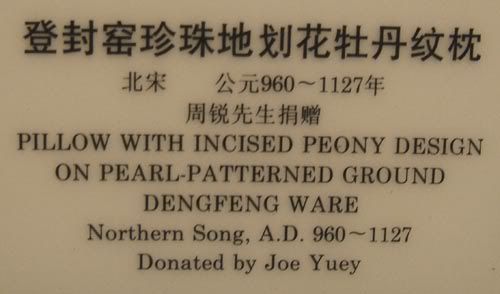 登封窑珍珠地划花牡丹纹枕
北宋 公元960～1127年
周锐先生捐赠
PILLOW WITH INCISED PEONY DESIGN
ON PEARL-PATTERNED GROUND
DENGFENG WARE
Northern Song, A.D. 960～1127
Donated by Joe Yuey